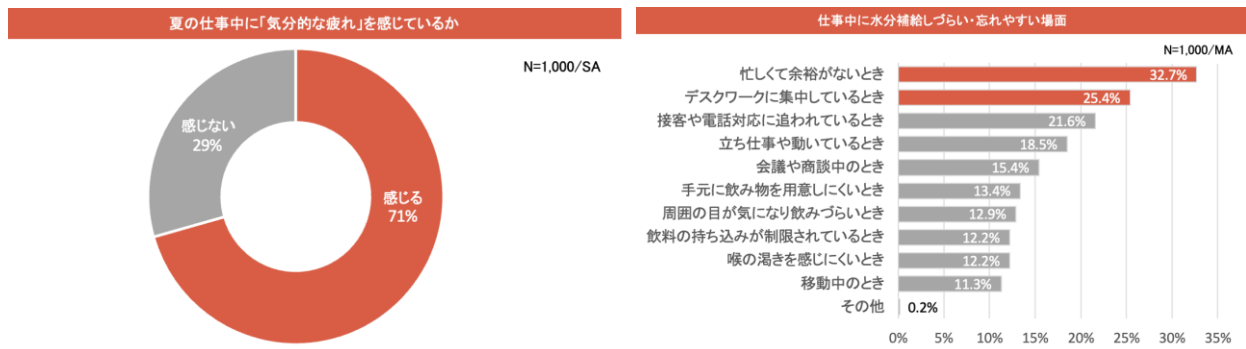 夏の仕事中に「気分的な疲れ」を感じているか
N=1,000/SA
感じない
29%
感じる
71%
仕事中に水分補給しづらい・忘れやすい場面
N=1,000/MA
忙しくて余裕がないとき 32.7%
デスクワークに集中しているとき 25.4%
接客や電話対応に追われているとき 21.6%
立ち仕事や動いているとき 18.5%
会議や商談中のとき 15.4%
手元に飲み物を用意しにくいとき 13.4%
周囲の目が気になり飲みづらいとき 12.9%
飲料の持ち込みが制限されているとき 12.2%
喉の渇きを感じにくいとき 12.2%
移動中のとき 11.3%
その他 0.2%
0% 5% 10% 15% 20% 25% 30% 35%